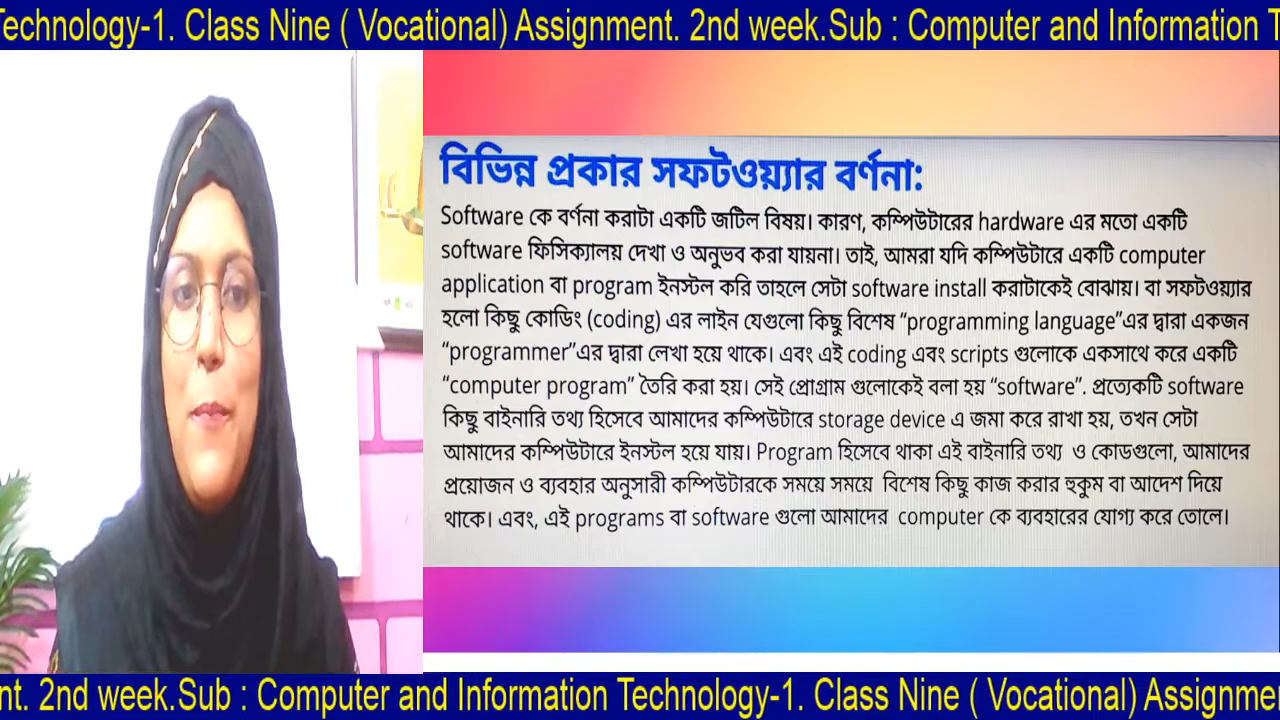 Technology-1. Class Nine ( Vocational) Assignment. 2nd week.Sub : Computer and Information T
বিভিন্ন প্রকার সফটওয়্যার বর্ণনা:
Software কে বর্ণনা করাটা একটি জটিল বিষয়। কারণ, কম্পিউটারের hardware এর মতো একটি
software ফিসিক্যালয় দেখা ও অনুভব করা যায়না। তাই, আমরা যদি কম্পিউটারে একটি computer
application বা program ইনস্টল করি তাহলে সেটা software install করাটাকেই বোঝায়। বা সফটওয়্যার
হলো কিছু কোডিং (coding) এর লাইন যেগুলো কিছু বিশেষ “programming language”এর দ্বারা একজন
“programmer”এর দ্বারা লেখা হয়ে থাকে। এবং এই coding এবং scripts গুলোকে একসাথে করে একটি
“computer program” তৈরি করা হয়। সেই প্রোগ্রাম গুলোকেই বলা হয় “software”. প্রত্যেকটি software
কিছু বাইনারি তথ্য হিসেবে আমাদের কম্পিউটারে storage device এ জমা করে রাখা হয়, তখন সেটা
আমাদের কম্পিউটারে ইনস্টল হয়ে যায়। Program হিসেবে থাকা এই বাইনারি তথ্য ও কোডগুলো, আমাদের
প্রয়োজন ও ব্যবহার অনুসারী কম্পিউটারকে সময়ে সময়ে বিশেষ কিছু কাজ করার হুকুম বা আদেশ দিয়ে
থাকে। এবং, এই programs বা software গুলো আমাদের computer কে ব্যবহারের যোগ্য করে তোলে।
nt. 2nd week.Sub : Computer and Information Technology-1. Class Nine ( Vocational) Assignme